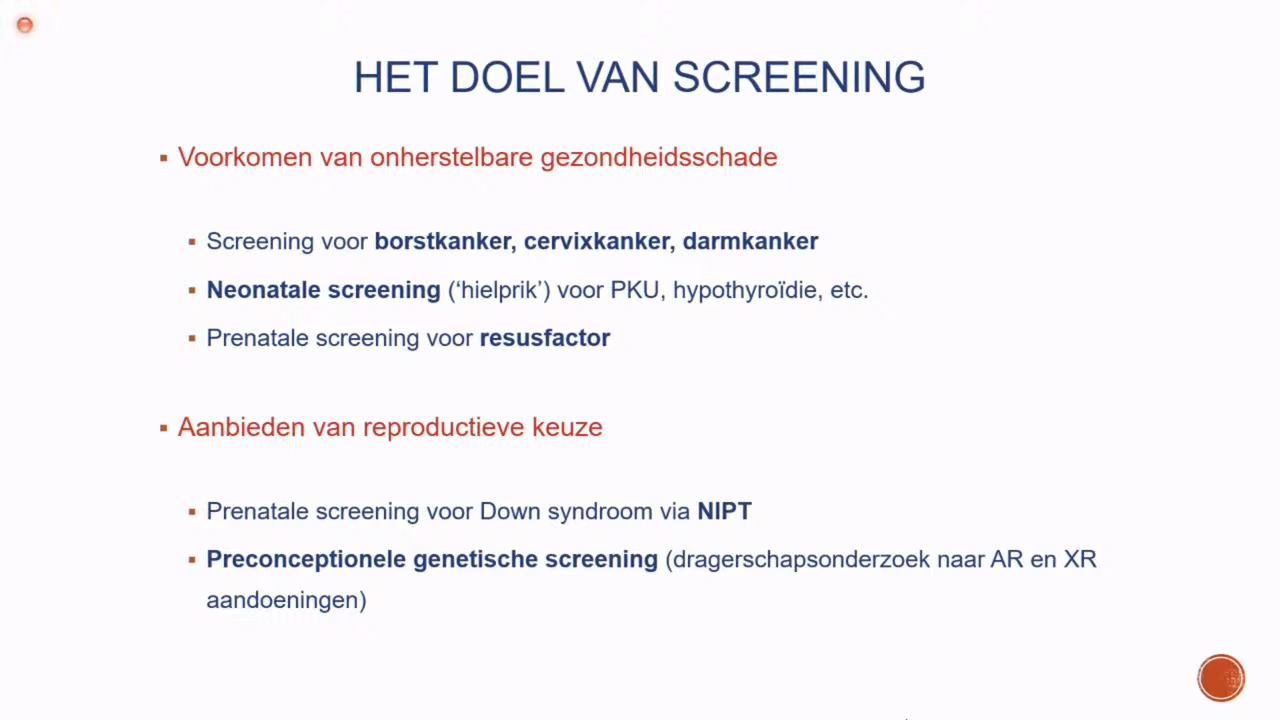 HET DOEL VAN SCREENING
▪ Voorkomen van onherstelbare gezondheidsschade
▪ Screening voor borstkanker, cervixkanker, darmkanker
▪ Neonatale screening (‘hielprik’) voor PKU, hypothyroïdie, etc.
▪ Prenatale screening voor resusfactor
▪ Aanbieden van reproductieve keuze
▪ Prenatale screening voor Down syndroom via NIPT
▪ Preconceptionele genetische screening (dragerschapsonderzoek naar AR en XR
aandoeningen)